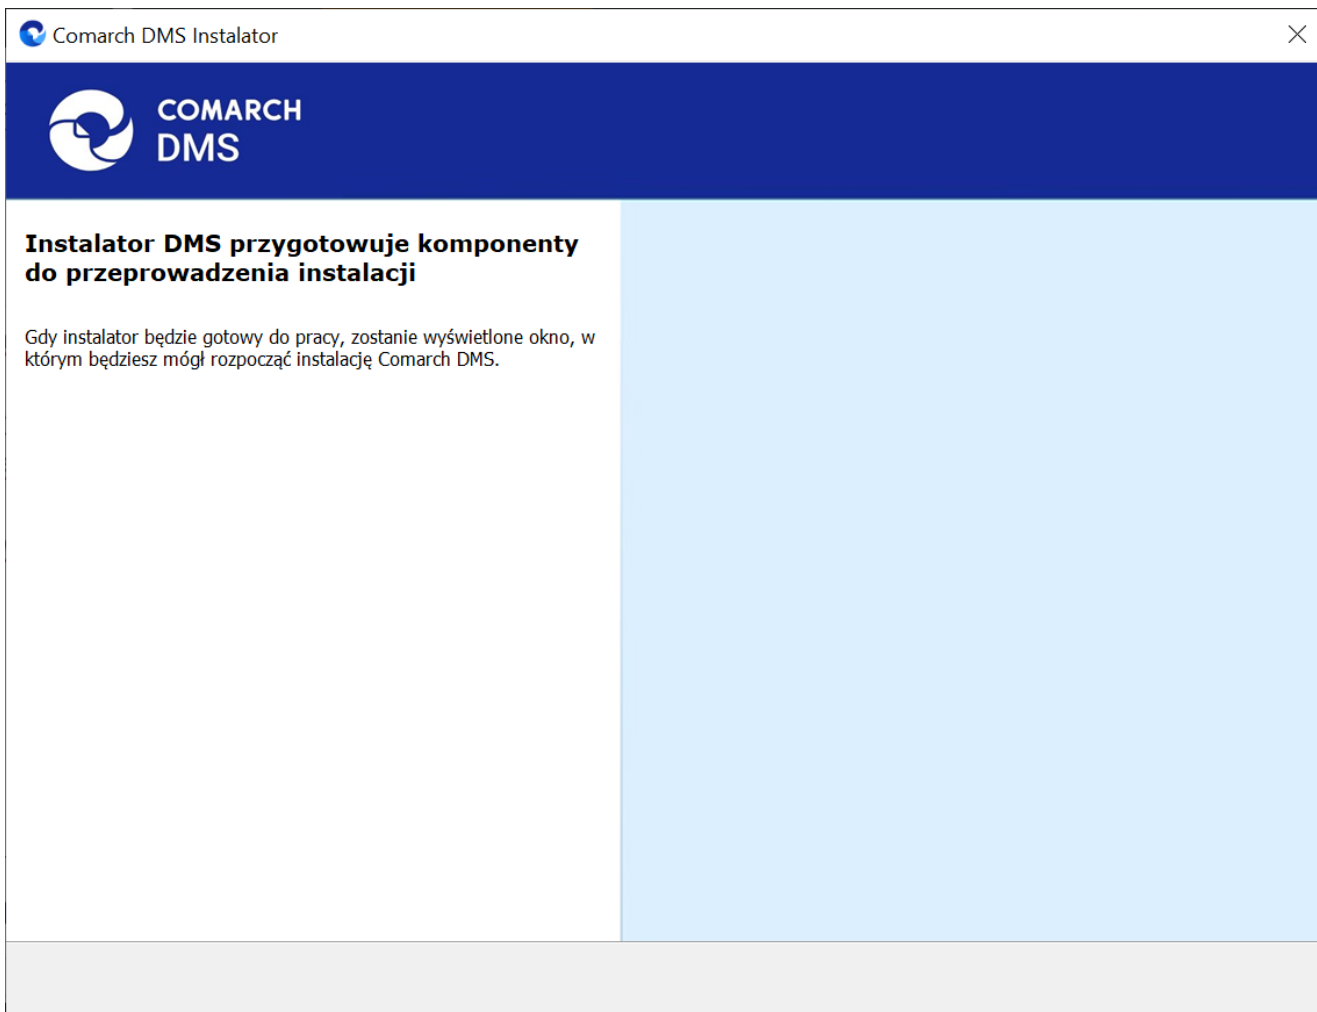 Comarch DMS Instalator
COMARCH
DMS
Instalator DMS przygotowuje komponenty
do przeprowadzenia instalacji
Gdy instalator będzie gotowy do pracy, zostanie wyświetlone okno, w
którym będziesz mógł rozpocząć instalację Comarch DMS.